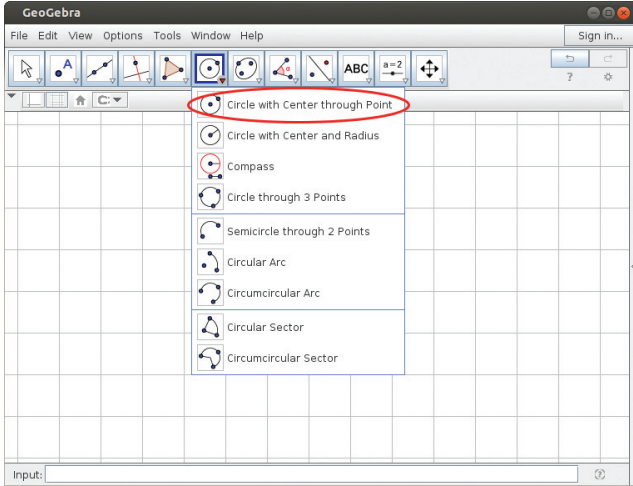 GeoGebra
File Edit View Options Tools Window Help Sign in...
A α ABC a=2
?
C:
Circle with Center through Point
Circle with Center and Radius
Compass
Circle through 3 Points
Semicircle through 2 Points
Circular Arc
Circumcircular Arc
Circular Sector
Circumcircular Sector
Input: ?